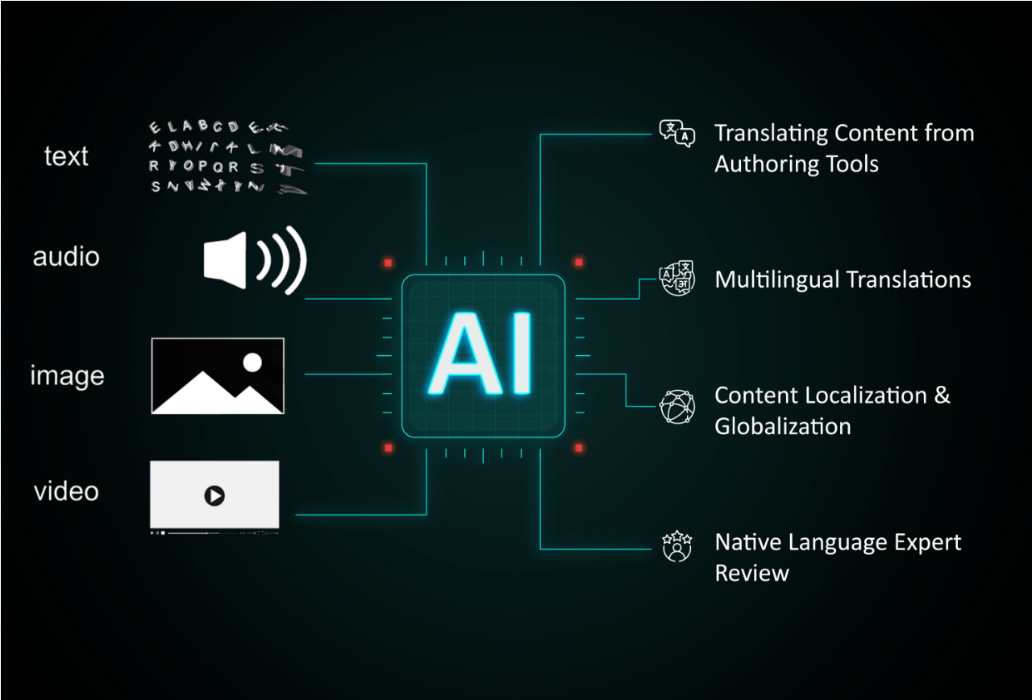 text
E L A B C D E
R Y O P Q R S
audio
image
video
AI
Translating Content from
Authoring Tools
Multilingual Translations
Content Localization &
Globalization
Native Language Expert
Review